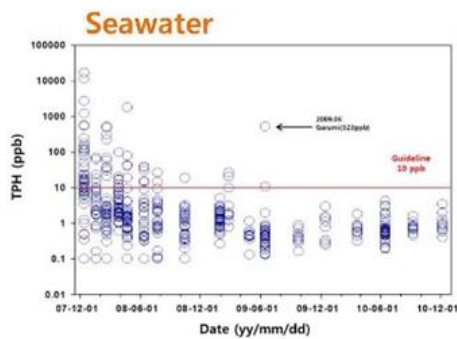 Seawater
100000
10000
1000
100
10
1
0.1
0.01
TPH (ppb)
2009.06
Garumi(523ppb)
Guideline
10 ppb
07-12-01 08-06-01 08-12-01 09-06-01 09-12-01 10-06-01 10-12-01
Date (yy/mm/dd)